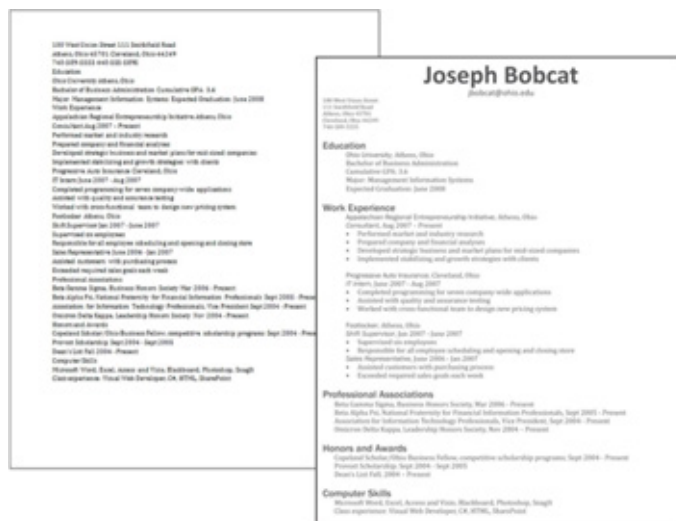 100 West Union Street 111 Smithfield Road
Athens, Ohio 45701 Cleveland, Ohio 44249
Education
Ohio University Athens, Ohio
Bachelor of Business Administration Cumulative GPA: 3.6
Major: Management Information Systems Expected Graduation: June 2008
Work Experience
Appalachian Regional Entrepreneurship Initiative Athens, Ohio
Consultant Aug 2007 - Present
Performed market and industry research
Prepared company and financial analyses
Developed strategic business and market plans for mid-sized companies
Implemented stabilizing and growth strategies with clients
Progressive Auto Insurance Cleveland, Ohio
IT Intern June 2007 - Aug 2007
Completed programming for seven company-wide applications
Assisted with quality and assurance testing
Worked with cross-functional team to design new pricing system
Footlocker Athens, Ohio
Shift Supervisor Jan 2007 - June 2007
Supervised six employees
Responsible for all employee scheduling and opening and closing store
Sales Representative June 2006 - Jan 2007
Assisted customers with purchasing process
Exceeded required sales goals each week
Professional Associations
Beta Gamma Sigma, Business Honors Society Mar 2006 - Present
Beta Alpha Psi, National Fraternity for Financial Information Professionals Sept 2005 - Present
Association for Information Technology Professionals, Vice President Sept 2004 - Present
Omicron Delta Kappa, Leadership Honors Society Nov 2004 - Present
Honors and Awards
Copeland Scholar/Ohio Business Fellow, competitive scholarship programs Sept 2004 - Present
Provost Scholarship Sept 2004 - Sept 2005
Dean's List Fall 2004 - Present
Computer Skills
Microsoft Word, Excel, Access and Visio, Blackboard, Photoshop, Snagit
Class experience: Visual Web Developer, C#, HTML, SharePoint
Joseph Bobcat
jbobcat@ohio.edu
100 West Union Street
Athens, Ohio 45701
Education
Ohio University, Athens, Ohio
Bachelor of Business Administration
Cumulative GPA: 3.6
Major: Management Information Systems
Expected Graduation: June 2008
Work Experience
Appalachian Regional Entrepreneurship Initiative, Athens, Ohio
Consultant, Aug 2007 - Present
• Performed market and industry research
• Prepared company and financial analyses
• Developed strategic business and market plans for mid-sized companies
• Implemented stabilizing and growth strategies with clients
Progressive Auto Insurance, Cleveland, Ohio
IT Intern, June 2007 - Aug 2007
• Completed programming for seven company-wide applications
• Assisted with quality and assurance testing
• Worked with cross-functional team to design new pricing system
Footlocker, Athens, Ohio
Shift Supervisor, Jan 2007 - June 2007
• Supervised six employees
• Responsible for all employee scheduling and opening and closing store
Sales Representative, June 2006 - Jan 2007
• Assisted customers with purchasing process
• Exceeded required sales goals each week
Professional Associations
Beta Gamma Sigma, Business Honors Society, Mar 2006 - Present
Beta Alpha Psi, National Fraternity for Financial Information Professionals, Sept 2005 - Present
Association for Information Technology Professionals, Vice President Sept 2004 - Present
Omicron Delta Kappa, Leadership Honors Society, Nov 2004 - Present
Honors and Awards
Copeland Scholar/Ohio Business Fellow, competitive scholarship programs: Sept 2004 - Present
Provost Scholarship: Sept 2004 - Sept 2005
Dean's List Fall, 2004 - Present
Computer Skills
Microsoft Word, Excel, Access and Visio, Blackboard, Photoshop, Snagit
Class experience: Visual Web Developer, C#, HTML, SharePoint